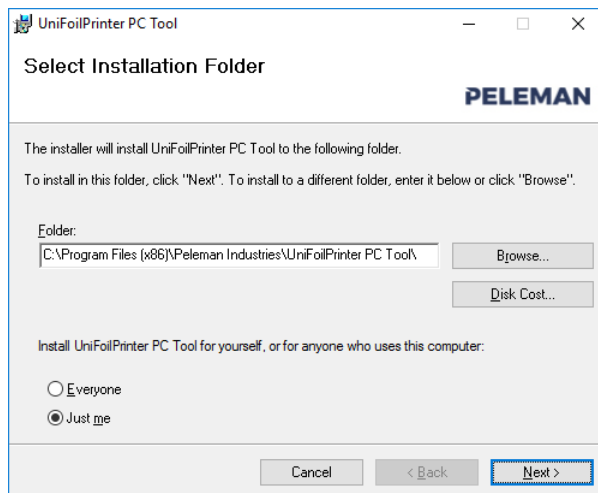 UniFoilPrinter PC Tool
Select Installation Folder
PELEMAN
The installer will install UniFoilPrinter PC Tool to the following folder.
To install in this folder, click "Next". To install to a different folder, enter it below or click "Browse".
Folder:
C:\Program Files (x86)\Peleman Industries\UniFoilPrinter PC Tool\
Browse...
Disk Cost...
Install UniFoilPrinter PC Tool for yourself, or for anyone who uses this computer:
Everyone
Just me
Cancel
< Back
Next >